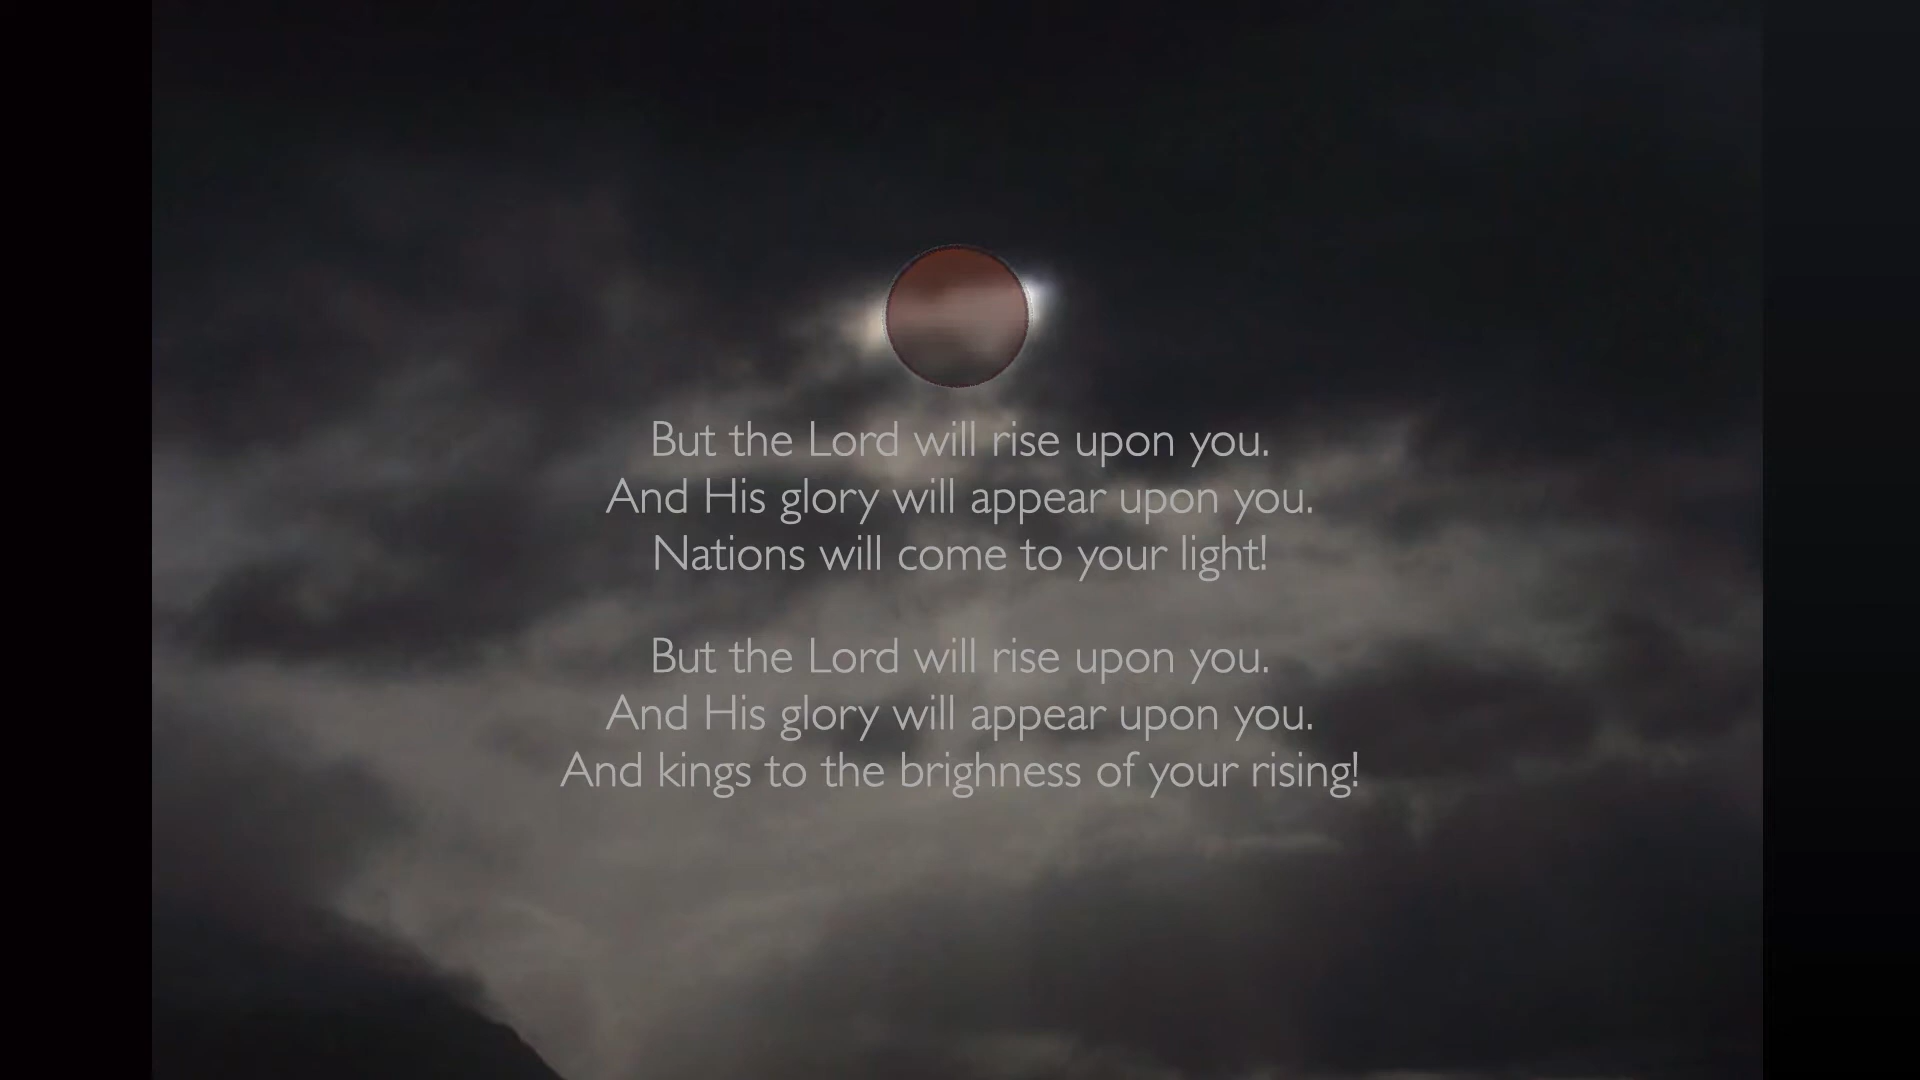 But the Lord will rise upon you.
And His glory will appear upon you.
Nations will come to your light!
But the Lord will rise upon you.
And His glory will appear upon you.
And kings to the brighness of your rising!